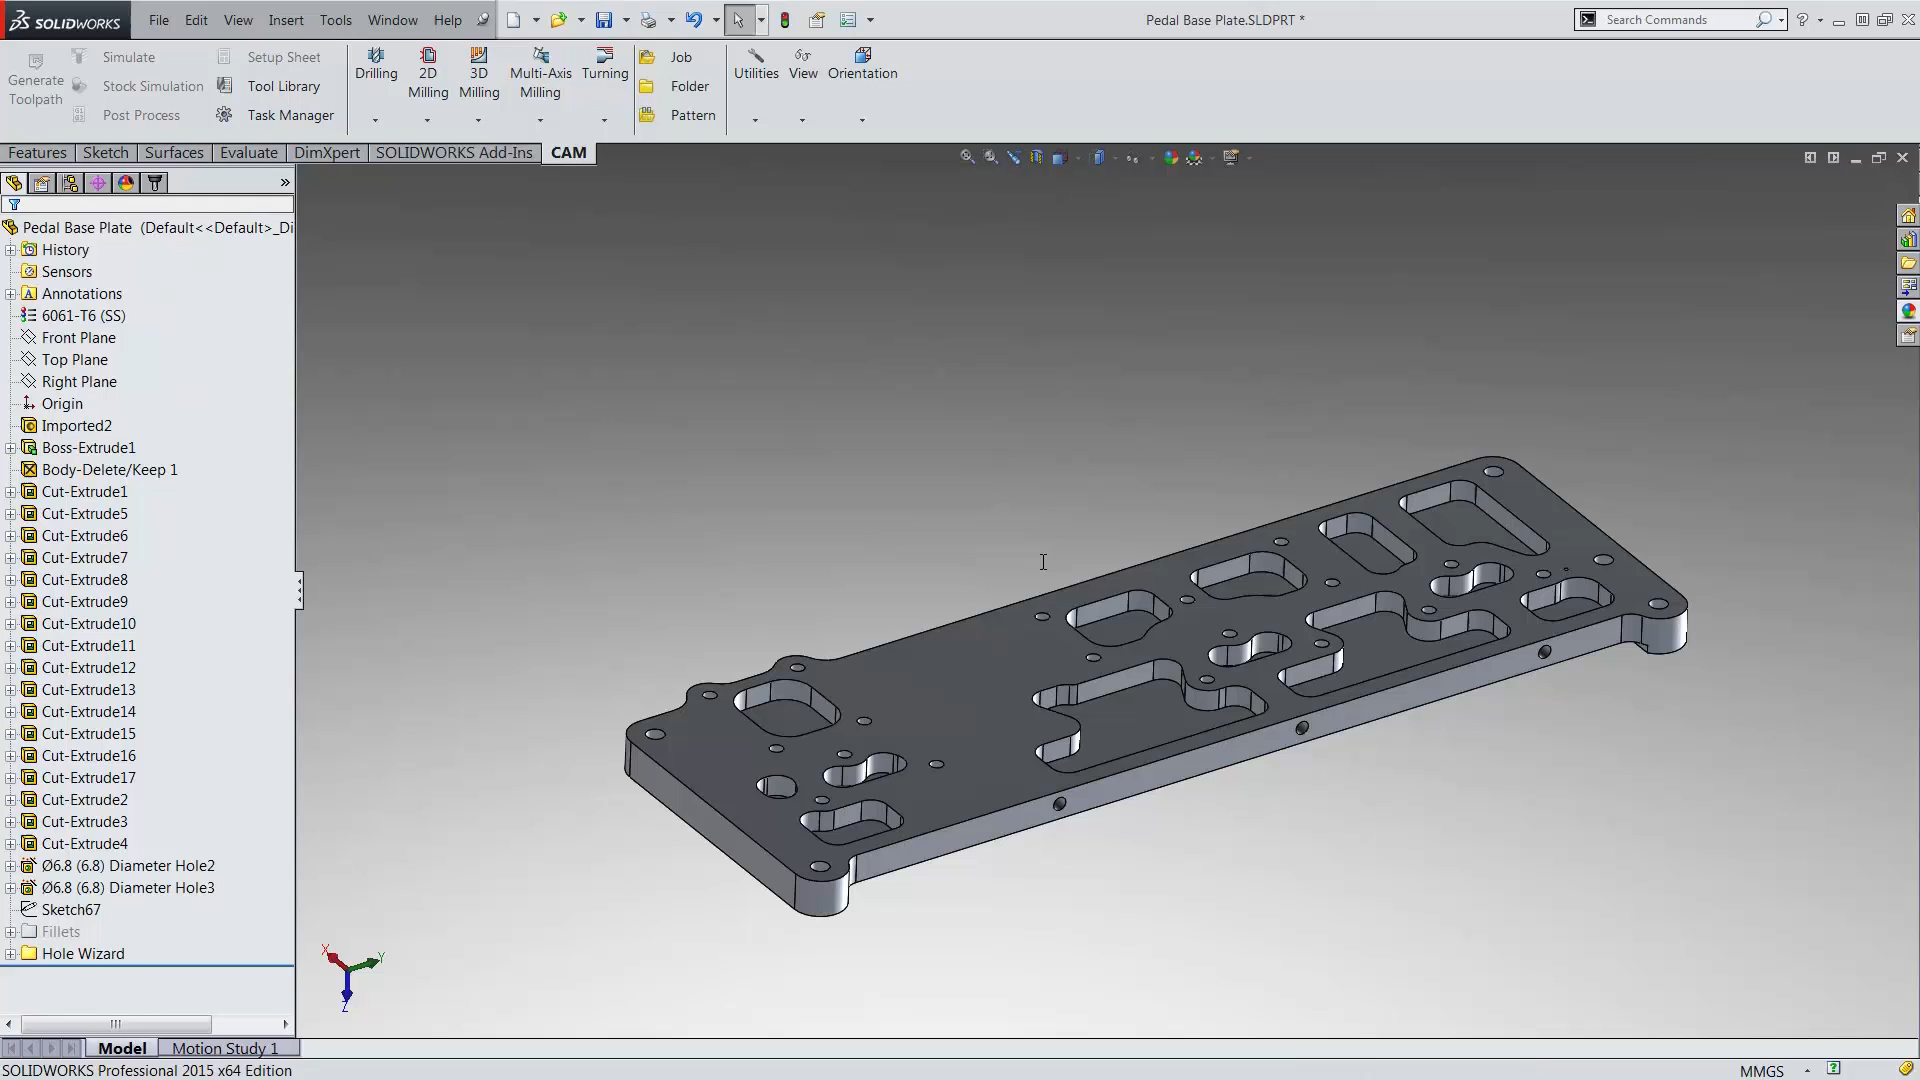 SOLIDWORKS
File Edit View Insert Tools Window Help
Pedal Base Plate.SLDPRT *
Search Commands
Generate Toolpath
Simulate
Stock Simulation
Post Process
Setup Sheet
Tool Library
Task Manager
Drilling
2D Milling
3D Milling
Multi-Axis Milling
Turning
Job
Folder
Pattern
Utilities
View
Orientation
Features Sketch Surfaces Evaluate DimXpert SOLIDWORKS Add-Ins CAM
Pedal Base Plate (Default<<Default>_Di
History
Sensors
Annotations
6061-T6 (SS)
Front Plane
Top Plane
Right Plane
Origin
Imported2
Boss-Extrude1
Body-Delete/Keep 1
Cut-Extrude1
Cut-Extrude5
Cut-Extrude6
Cut-Extrude7
Cut-Extrude8
Cut-Extrude9
Cut-Extrude10
Cut-Extrude11
Cut-Extrude12
Cut-Extrude13
Cut-Extrude14
Cut-Extrude15
Cut-Extrude16
Cut-Extrude17
Cut-Extrude2
Cut-Extrude3
Cut-Extrude4
Ø6.8 (6.8) Diameter Hole2
Ø6.8 (6.8) Diameter Hole3
Sketch67
Fillets
Hole Wizard
X Y Z
Model Motion Study 1
SOLIDWORKS Professional 2015 x64 Edition
MMGS